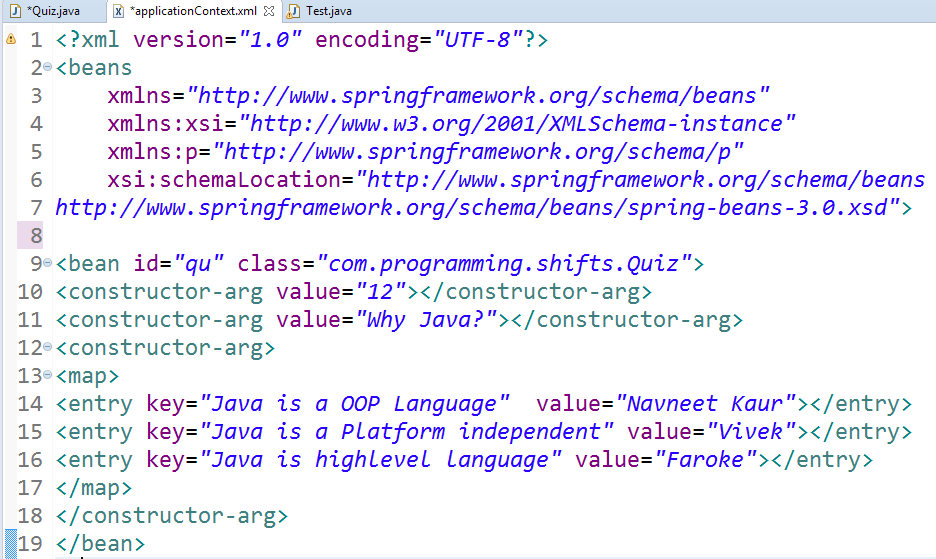 *Quiz.java *applicationContext.xml Test.java
1 <?xml version="1.0" encoding="UTF-8"?>
2 <beans
3 xmlns="http://www.springframework.org/schema/beans"
4 xmlns:xsi="http://www.w3.org/2001/XMLSchema-instance"
5 xmlns:p="http://www.springframework.org/schema/p"
6 xsi:schemaLocation="http://www.springframework.org/schema/beans
7 http://www.springframework.org/schema/beans/spring-beans-3.0.xsd">
8
9 <bean id="qu" class="com.programming.shifts.Quiz">
10 <constructor-arg value="12"></constructor-arg>
11 <constructor-arg value="Why Java?"></constructor-arg>
12 <constructor-arg>
13 <map>
14 <entry key="Java is a OOP Language"  value="Navneet Kaur"></entry>
15 <entry key="Java is a Platform independent" value="Vivek"></entry>
16 <entry key="Java is highlevel language" value="Faroke"></entry>
17 </map>
18 </constructor-arg>
19 </bean>